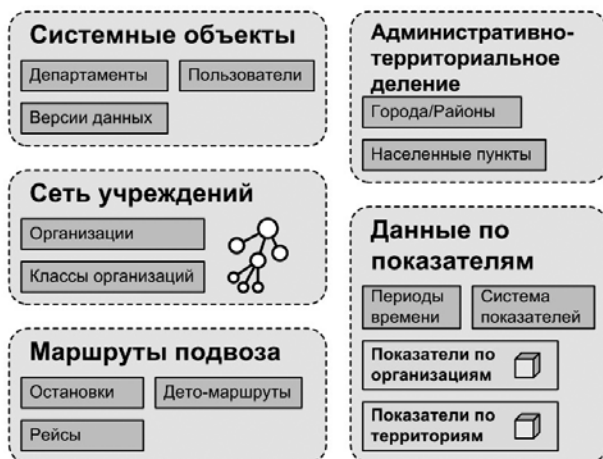 Системные объекты
Департаменты
Пользователи
Версии данных
Сеть учреждений
Организации
Классы организаций
Маршруты подвоза
Остановки
Дето-маршруты
Рейсы
Административно-
территориальное
деление
Города/Районы
Населенные пункты
Данные по
показателям
Периоды
времени
Система
показателей
Показатели по
организациям
Показатели по
территориям